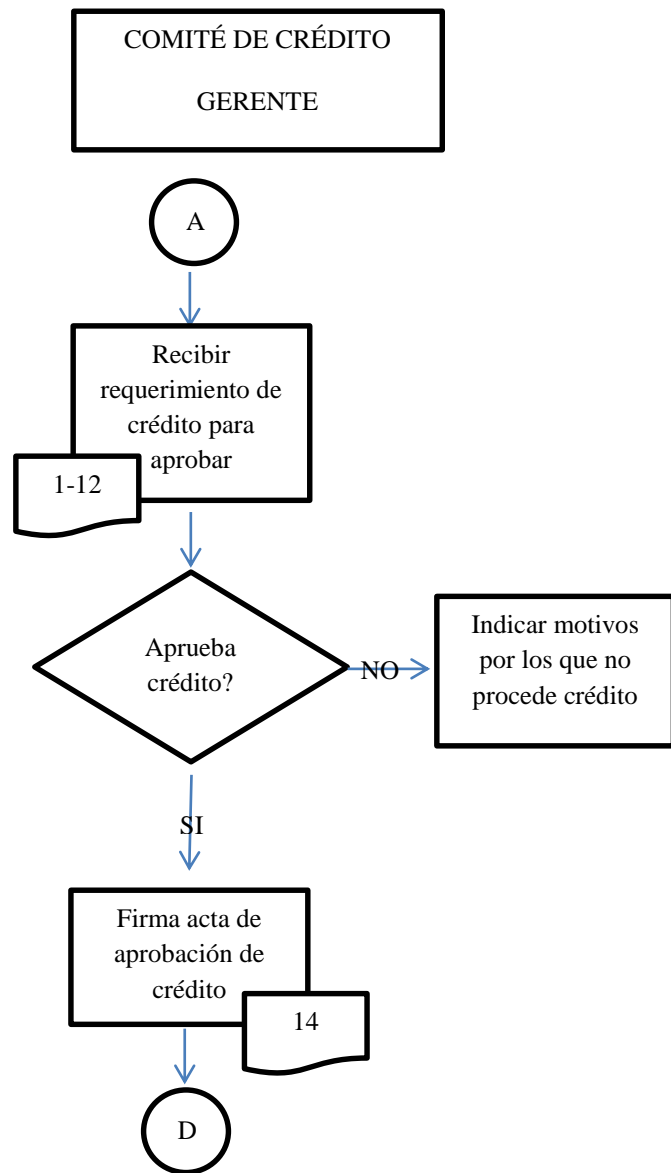 COMITÉ DE CRÉDITO
GERENTE
A
Recibir
requerimiento de
crédito para
aprobar
1-12
Aprueba
crédito?
NO
Indicar motivos
por los que no
procede crédito
SI
Firma acta de
aprobación de
crédito
14
D